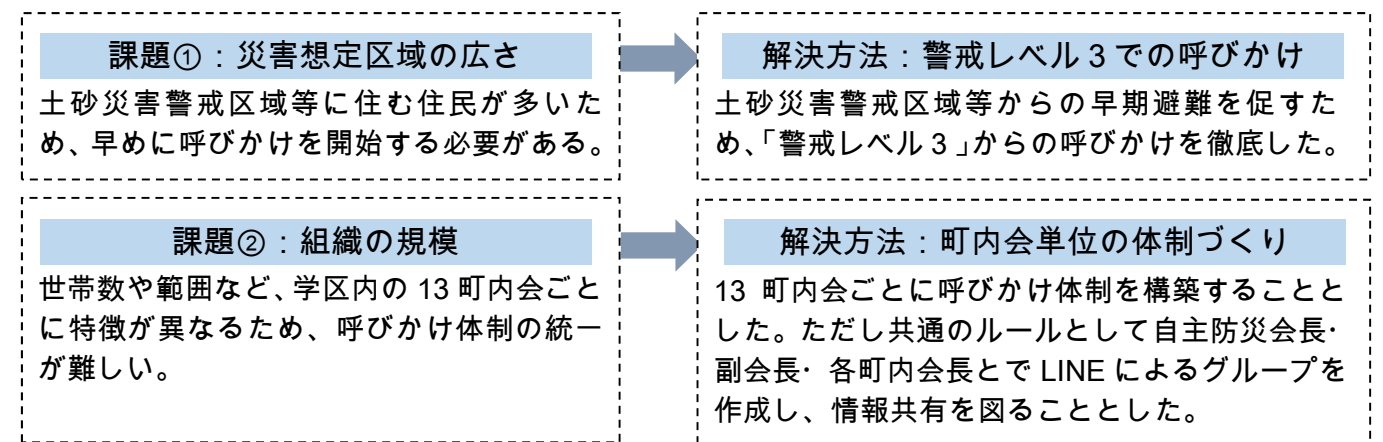 課題①：災害想定区域の広さ
土砂災害警戒区域等に住む住民が多いた
め、早めに呼びかけを開始する必要がある。
解決方法：警戒レベル３での呼びかけ
土砂災害警戒区域等からの早期避難を促すた
め、「警戒レベル３」からの呼びかけを徹底した。
課題②：組織の規模
世帯数や範囲など、学区内の 13 町内会ごと
に特徴が異なるため、呼びかけ体制の統一
が難しい。
解決方法：町内会単位の体制づくり
13 町内会ごとに呼びかけ体制を構築することと
した。ただし共通のルールとして自主防災会長・
副会長・ 各町内会長とで LINE によるグループを
作成し、情報共有を図ることとした。